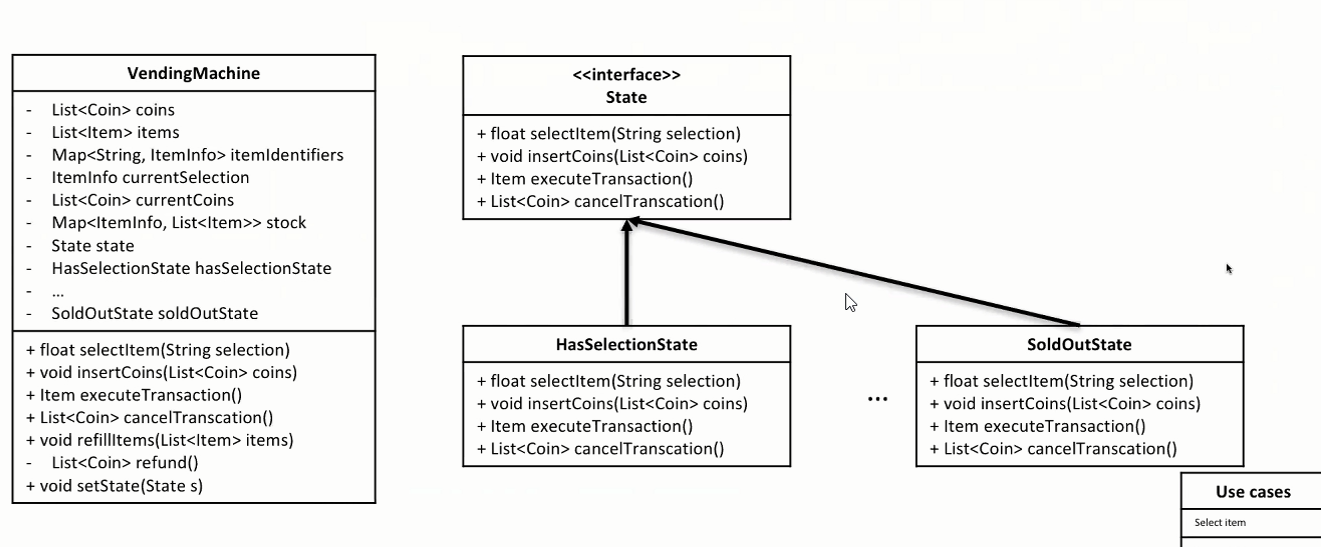 VendingMachine
- List<Coin> coins
- List<Item> items
- Map<String, ItemInfo> itemIdentifiers
- ItemInfo currentSelection
- List<Coin> currentCoins
- Map<ItemInfo, List<Item>> stock
- State state
- HasSelectionState hasSelectionState
- ...
- SoldOutState soldOutState
+ float selectItem(String selection)
+ void insertCoins(List<Coin> coins)
+ Item executeTransaction()
+ List<Coin> cancelTranscation()
+ void refillItems(List<Item> items)
- List<Coin> refund()
+ void setState(State s)
<<interface>>
State
+ float selectItem(String selection)
+ void insertCoins(List<Coin> coins)
+ Item executeTransaction()
+ List<Coin> cancelTranscation()
HasSelectionState
+ float selectItem(String selection)
+ void insertCoins(List<Coin> coins)
+ Item executeTransaction()
+ List<Coin> cancelTranscation()
...
SoldOutState
+ float selectItem(String selection)
+ void insertCoins(List<Coin> coins)
+ Item executeTransaction()
+ List<Coin> cancelTranscation()
Use cases
Select item